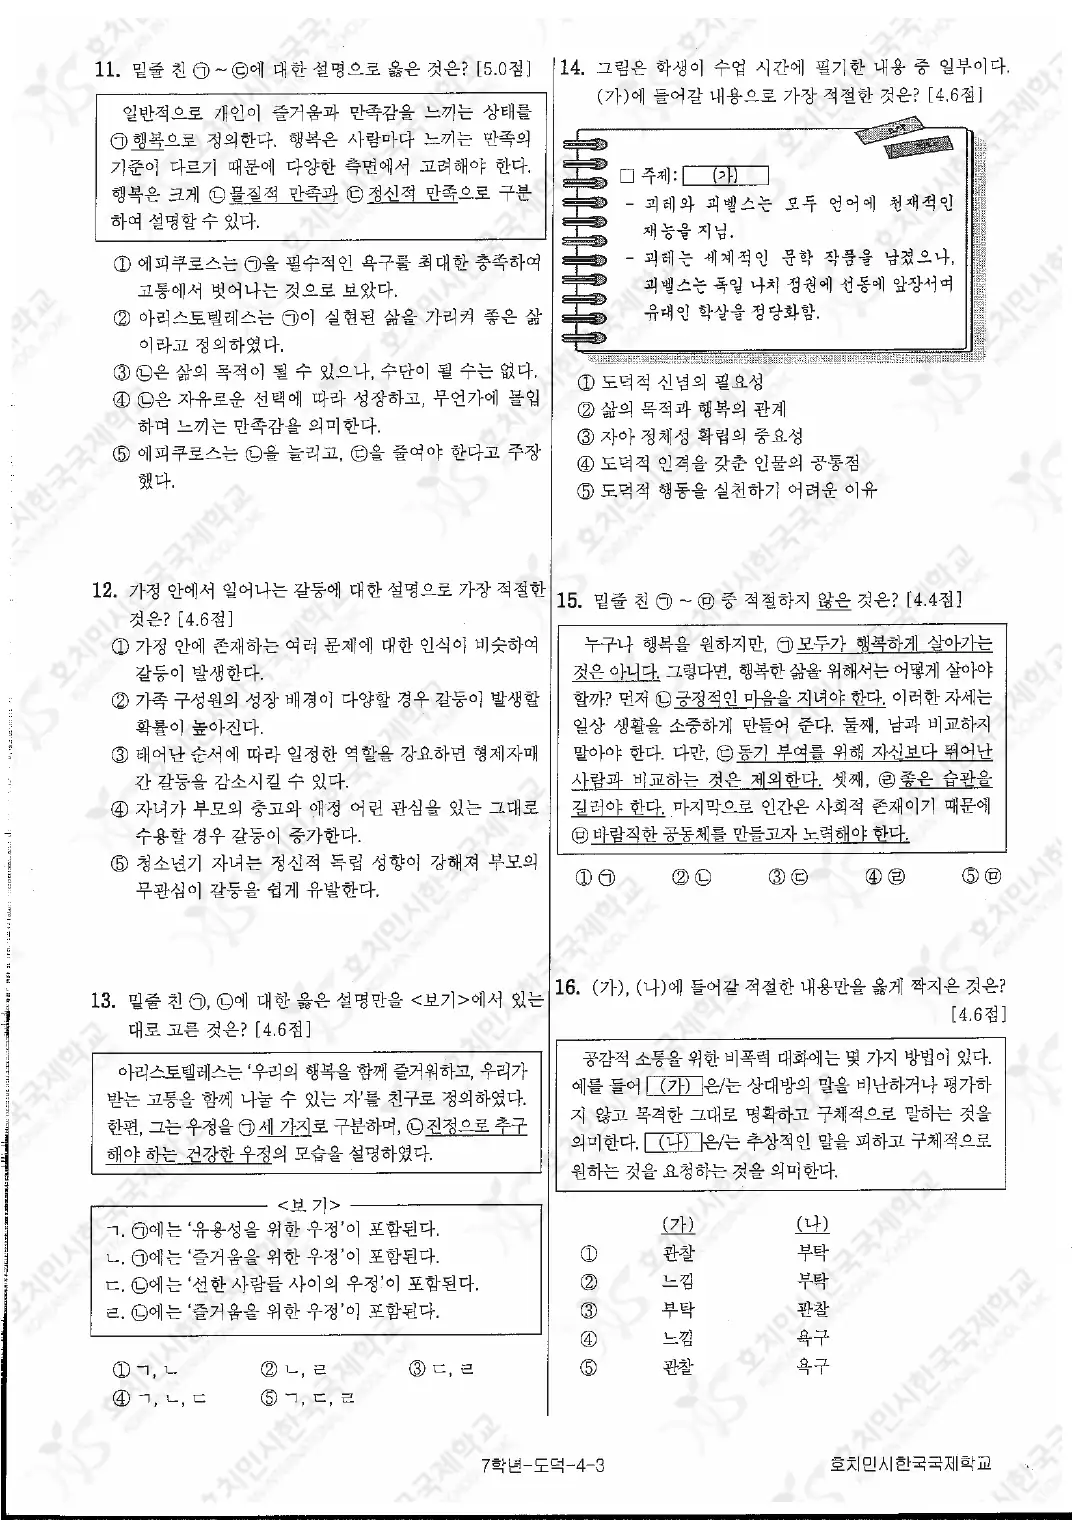 11. 밑줄 친 ㉠ ~ ㉢에 대한 설명으로 옳은 것은? [5.0점]
일반적으로 개인이 즐거움과 만족감을 느끼는 상태를
㉠ 행복으로 정의한다. 행복은 사람마다 느끼는 만족의
기준이 다르기 때문에 다양한 측면에서 고려해야 한다.
행복은 크게 ㉡ 물질적 만족과 ㉢ 정신적 만족으로 구분
하여 설명할 수 있다.
① 에피쿠로스는 ㉠을 필수적인 욕구를 최대한 충족하여
고통에서 벗어나는 것으로 보았다.
② 아리스토텔레스는 ㉠이 실현된 삶을 가리켜 좋은 삶
이라고 정의하였다.
③ ㉡은 삶의 목적이 될 수 있으나, 수단이 될 수는 없다.
④ ㉡은 자유로운 선택에 따라 성장하고, 무언가에 몰입
하며 느끼는 만족감을 의미한다.
⑤ 에피쿠로스는 ㉡을 늘리고, ㉢을 줄여야 한다고 주장
했다.
12. 가정 안에서 일어나는 갈등에 대한 설명으로 가장 적절한
것은? [4.6점]
① 가정 안에 존재하는 여러 문제에 대한 인식이 비슷하여
갈등이 발생한다.
② 가족 구성원의 성장 배경이 다양할 경우 갈등이 발생할
확률이 높아진다.
③ 태어난 순서에 따라 일정한 역할을 강요하면 형제자매
간 갈등을 감소시킬 수 있다.
④ 자녀가 부모의 충고와 애정 어린 관심을 있는 그대로
수용할 경우 갈등이 증가한다.
⑤ 청소년기 자녀는 정신적 독립 성향이 강해져 부모의
무관심이 갈등을 쉽게 유발한다.
13. 밑줄 친 ㉠, ㉡에 대한 옳은 설명만을 <보기>에서 있는
대로 고른 것은? [4.6점]
아리스토텔레스는 ‘우리의 행복을 함께 즐거워하고, 우리가
받는 고통을 함께 나눌 수 있는 자’를 친구로 정의하였다.
한편, 그는 우정을 ㉠ 세 가지로 구분하며, ㉡ 진정으로 추구
해야 하는 건강한 우정의 모습을 설명하였다.
<보 기>
ㄱ. ㉠에는 ‘유용성을 위한 우정’이 포함된다.
ㄴ. ㉠에는 ‘즐거움을 위한 우정’이 포함된다.
ㄷ. ㉡에는 ‘선한 사람들 사이의 우정’이 포함된다.
ㄹ. ㉡에는 ‘즐거움을 위한 우정’이 포함된다.
① ㄱ, ㄴ ② ㄴ, ㄹ ③ ㄷ, ㄹ
④ ㄱ, ㄴ, ㄷ ⑤ ㄱ, ㄷ, ㄹ
14. 그림은 학생이 수업 시간에 필기한 내용 중 일부이다.
(가)에 들어갈 내용으로 가장 적절한 것은? [4.6점]
□ 주제: (가)
- 괴테와 괴벨스는 모두 언어에 천재적인
재능을 지님.
- 괴테는 세계적인 문학 작품을 남겼으나,
괴벨스는 독일 나치 정권에 선동에 앞장서며
유대인 학살을 정당화함.
① 도덕적 신념의 필요성
② 삶의 목적과 행복의 관계
③ 자아 정체성 확립의 중요성
④ 도덕적 인격을 갖춘 인물의 공통점
⑤ 도덕적 행동을 실천하기 어려운 이유
15. 밑줄 친 ㉠ ~ ㉤ 중 적절하지 않은 것은? [4.4점]
누구나 행복을 원하지만, ㉠ 모두가 행복하게 살아가는
것은 아니다. 그렇다면, 행복한 삶을 위해서는 어떻게 살아야
할까? 먼저 ㉡ 긍정적인 마음을 지녀야 한다. 이러한 자세는
일상 생활을 소중하게 만들어 준다. 둘째, 남과 비교하지
말아야 한다. 다만, ㉢ 동기 부여를 위해 자신보다 뛰어난
사람과 비교하는 것은 제외한다. 셋째, ㉣ 좋은 습관을
길러야 한다. 마지막으로 인간은 사회적 존재이기 때문에
㉤ 바람직한 공동체를 만들고자 노력해야 한다.
① ㉠ ② ㉡ ③ ㉢ ④ ㉣ ⑤ ㉤
16. (가), (나)에 들어갈 적절한 내용만을 옳게 짝지은 것은?
[4.6점]
공감적 소통을 위한 비폭력 대화에는 몇 가지 방법이 있다.
예를 들어 (가) 은/는 상대방의 말을 비난하거나 평가하
지 않고 목격한 그대로 명확하고 구체적으로 말하는 것을
의미한다. (나) 은/는 추상적인 말을 피하고 구체적으로
원하는 것을 요청하는 것을 의미한다.
(가) (나)
① 관찰 부탁
② 느낌 부탁
③ 부탁 관찰
④ 느낌 욕구
⑤ 관찰 욕구
7학년-도덕-4-3
호치민시한국국제학교